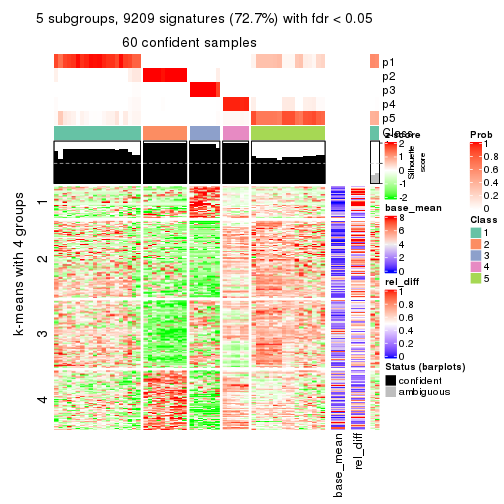 5 subgroups, 9209 signatures (72.7%) with fdr < 0.05
60 confident samples
p1
p2
p3
p4
p5
Class
z-score
2
1
0
-1
-2
Silhouette
score
base_mean
8
6
4
2
0
rel_diff
1
0.8
0.6
0.4
0.2
0
Status (barplots)
confident
ambiguous
Prob
1
0.8
0.6
0.4
0.2
0
Class
1
2
3
4
5
k-means with 4 groups
1
2
3
4
base_mean
rel_diff